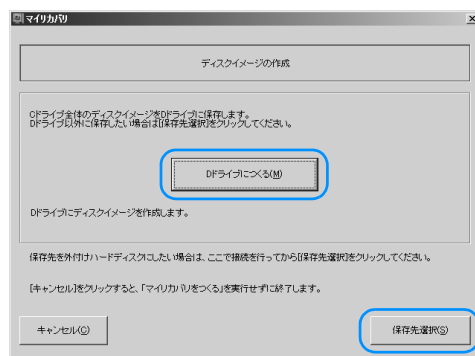 マイリカバリ
ディスクイメージの作成
Cドライブ全体のディスクイメージをDドライブに保存します。
Dドライブ以外に保存したい場合は[保存先選択]をクリックしてください。
Dドライブにつくる(M)
Dドライブにディスクイメージを作成します。
保存先を外付けハードディスクにしたい場合は、ここで接続を行ってから[保存先選択]をクリックしてください。
[キャンセル]をクリックすると、「マイリカバリをつくる」を実行せずに終了します。
キャンセル(C)
保存先選択(S)